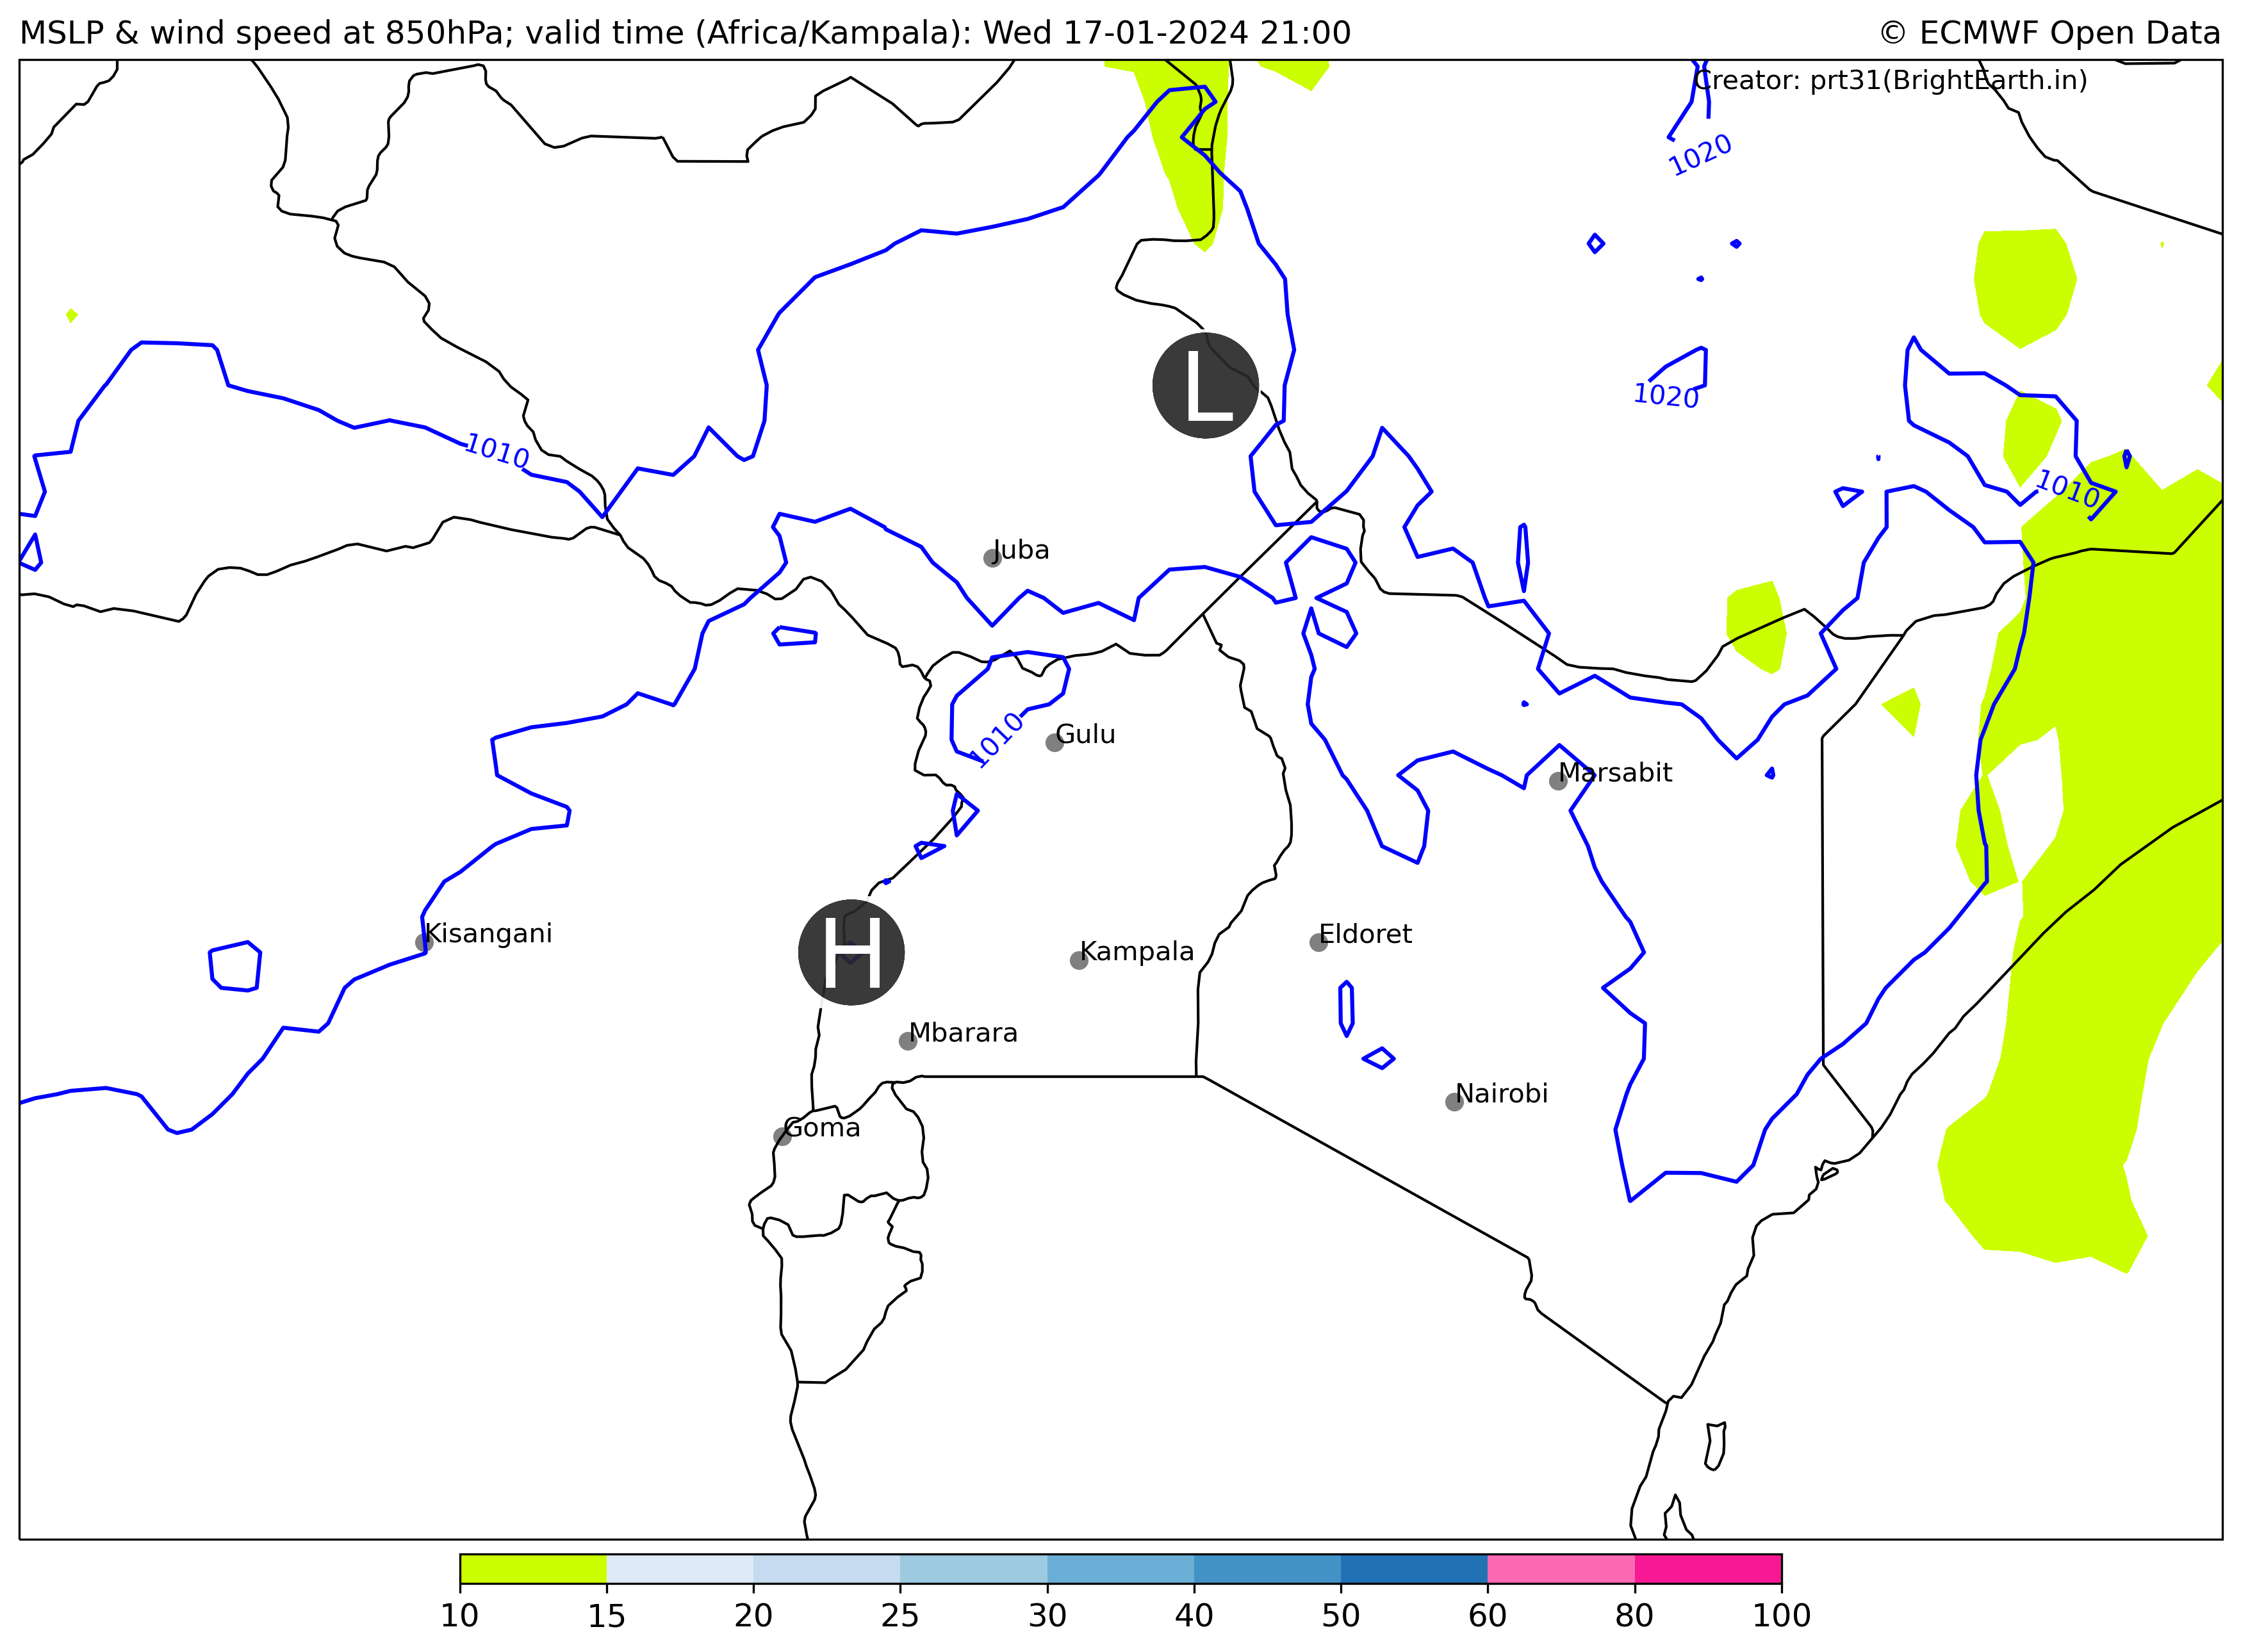 MSLP & wind speed at 850hPa; valid time (Africa/Kampala): Wed 17-01-2024 21:00
© ECMWF Open Data
Creator: prt31(BrightEarth.in)
1020
L
1020
1010
1010
Juba
1010
Gulu
Marsabit
Kisangani
H
Kampala
Eldoret
Mbarara
Nairobi
Goma
10 15 20 25 30 40 50 60 80 100